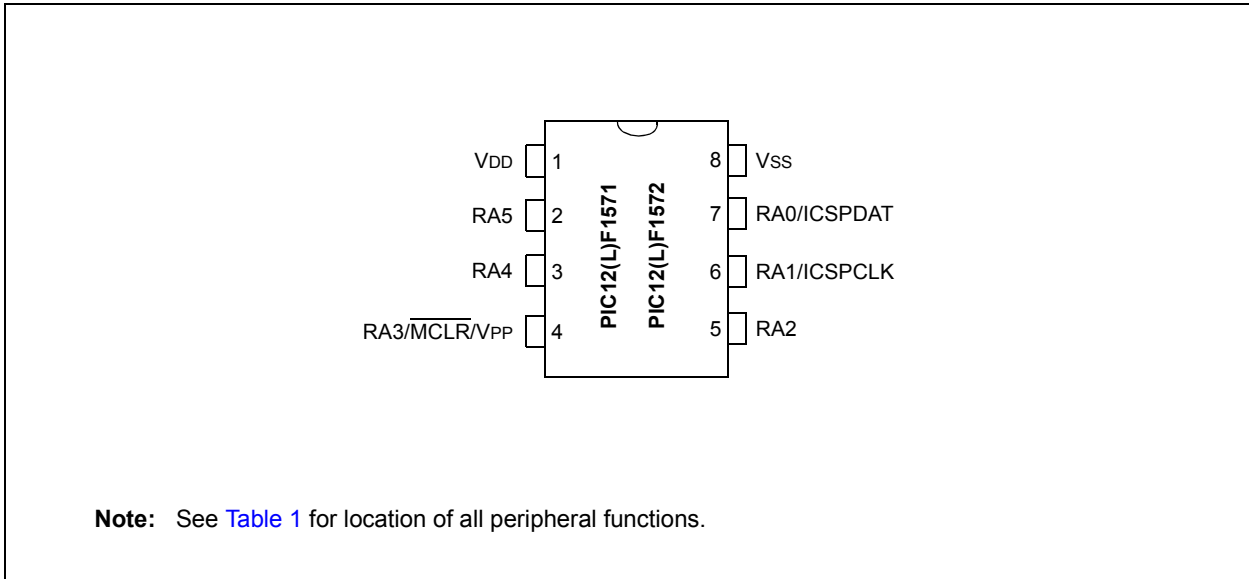 VDD 1 8 VSS
RA5 2 7 RA0/ICSPDAT
RA4 3 6 RA1/ICSPCLK
RA3/MCLR/VPP 4 5 RA2
PIC12(L)F1571
PIC12(L)F1572
Note: See Table 1 for location of all peripheral functions.